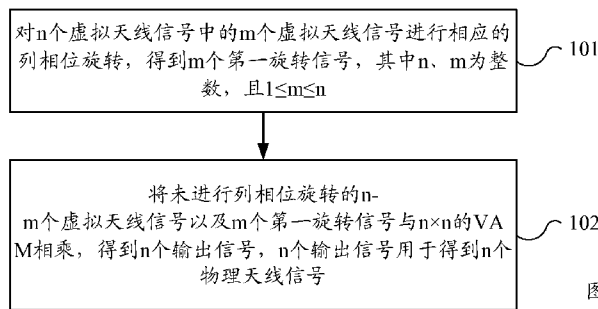 对n个虚拟天线信号中的m个虚拟天线信号进行相应的
列相位旋转，得到m个第一旋转信号，其中n、m为整
数，且1≤m≤n
101
将未进行列相位旋转的n-
m个虚拟天线信号以及m个第一旋转信号与n×n的VA
M相乘，得到n个输出信号，n个输出信号用于得到n个
物理天线信号
102